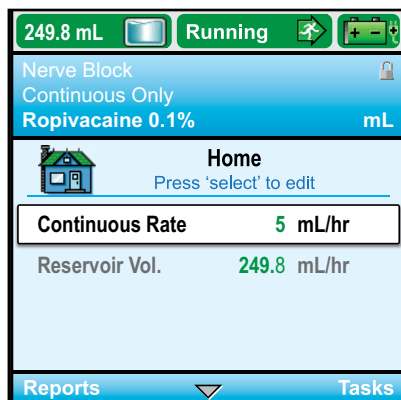 249.8 mL Running
Nerve Block
Continuous Only
Ropivacaine 0.1% mL
Home
Press 'select' to edit
Continuous Rate 5 mL/hr
Reservoir Vol. 249.8 mL/hr
Reports Tasks